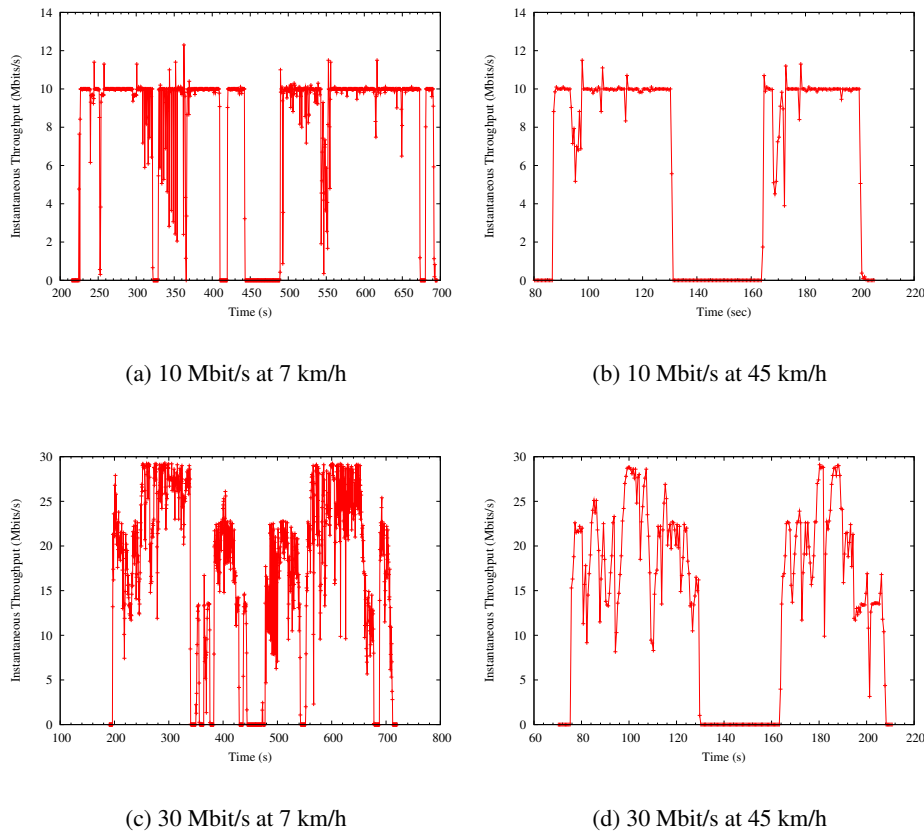 14
12
10
8
6
4
2
0
Instantaneous Throughput (Mbits/s)
200 250 300 350 400 450 500 550 600 650 700
Time (s)
(a) 10 Mbit/s at 7 km/h
14
12
10
8
6
4
2
0
Instantaneous Throughput (Mbits/s)
80 100 120 140 160 180 200 220
Time (sec)
(b) 10 Mbit/s at 45 km/h
30
25
20
15
10
5
0
Instantaneous Throughput (Mbits/s)
100 200 300 400 500 600 700 800
Time (s)
(c) 30 Mbit/s at 7 km/h
30
25
20
15
10
5
0
Instantaneous Throughput (Mbits/s)
60 80 100 120 140 160 180 200 220
Time (s)
(d) 30 Mbit/s at 45 km/h